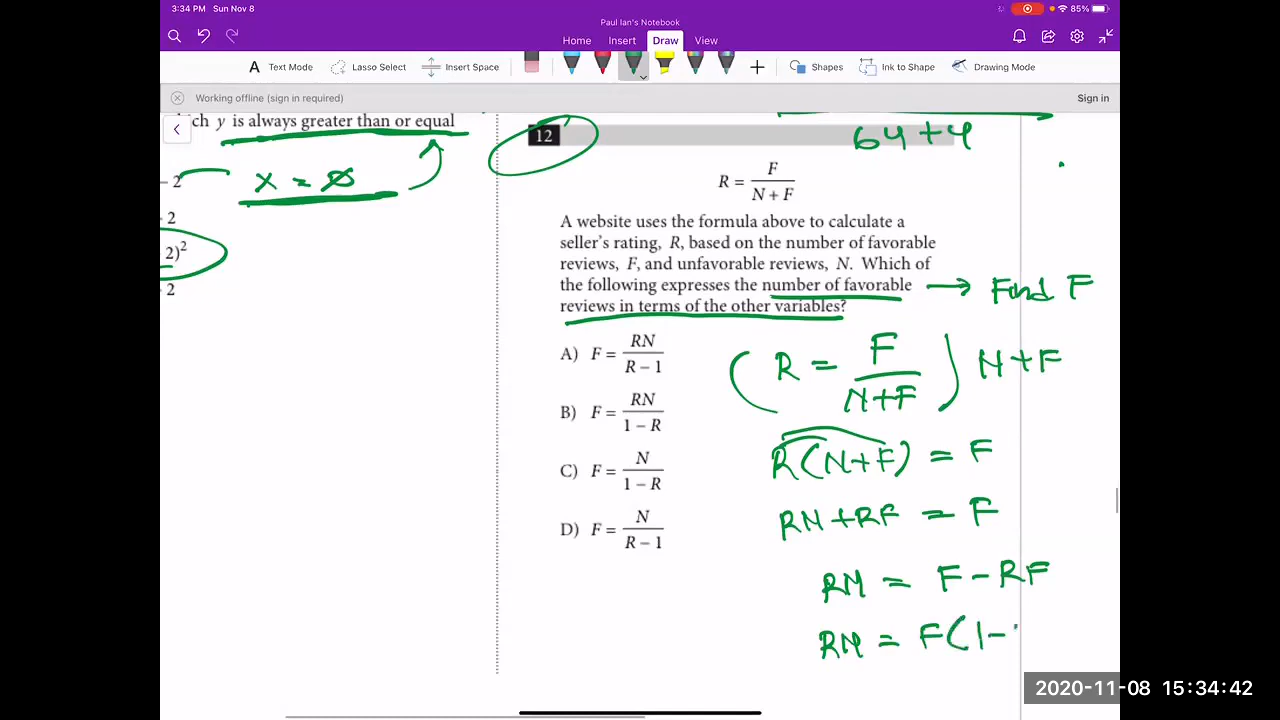 3:34 PM Sun Nov 8
85%
Paul Ian's Notebook
Home Insert Draw View
Text Mode Lasso Select Insert Space Shapes Ink to Shape Drawing Mode
Working offline (sign in required) Sign in
ch y is always greater than or equal
x = ∅
- 2
2
2)²
2
12
64+4
R = F / (N + F)
A website uses the formula above to calculate a
seller's rating, R, based on the number of favorable
reviews, F, and unfavorable reviews, N. Which of
the following expresses the number of favorable
reviews in terms of the other variables?
→ Find F
A) F = RN / (R − 1)
B) F = RN / (1 − R)
C) F = N / (1 − R)
D) F = N / (R − 1)
(R = F / (N+F)) N+F
R(N+F) = F
RN+RF = F
RN = F-RF
RN = F(1-
2020-11-08 15:34:42